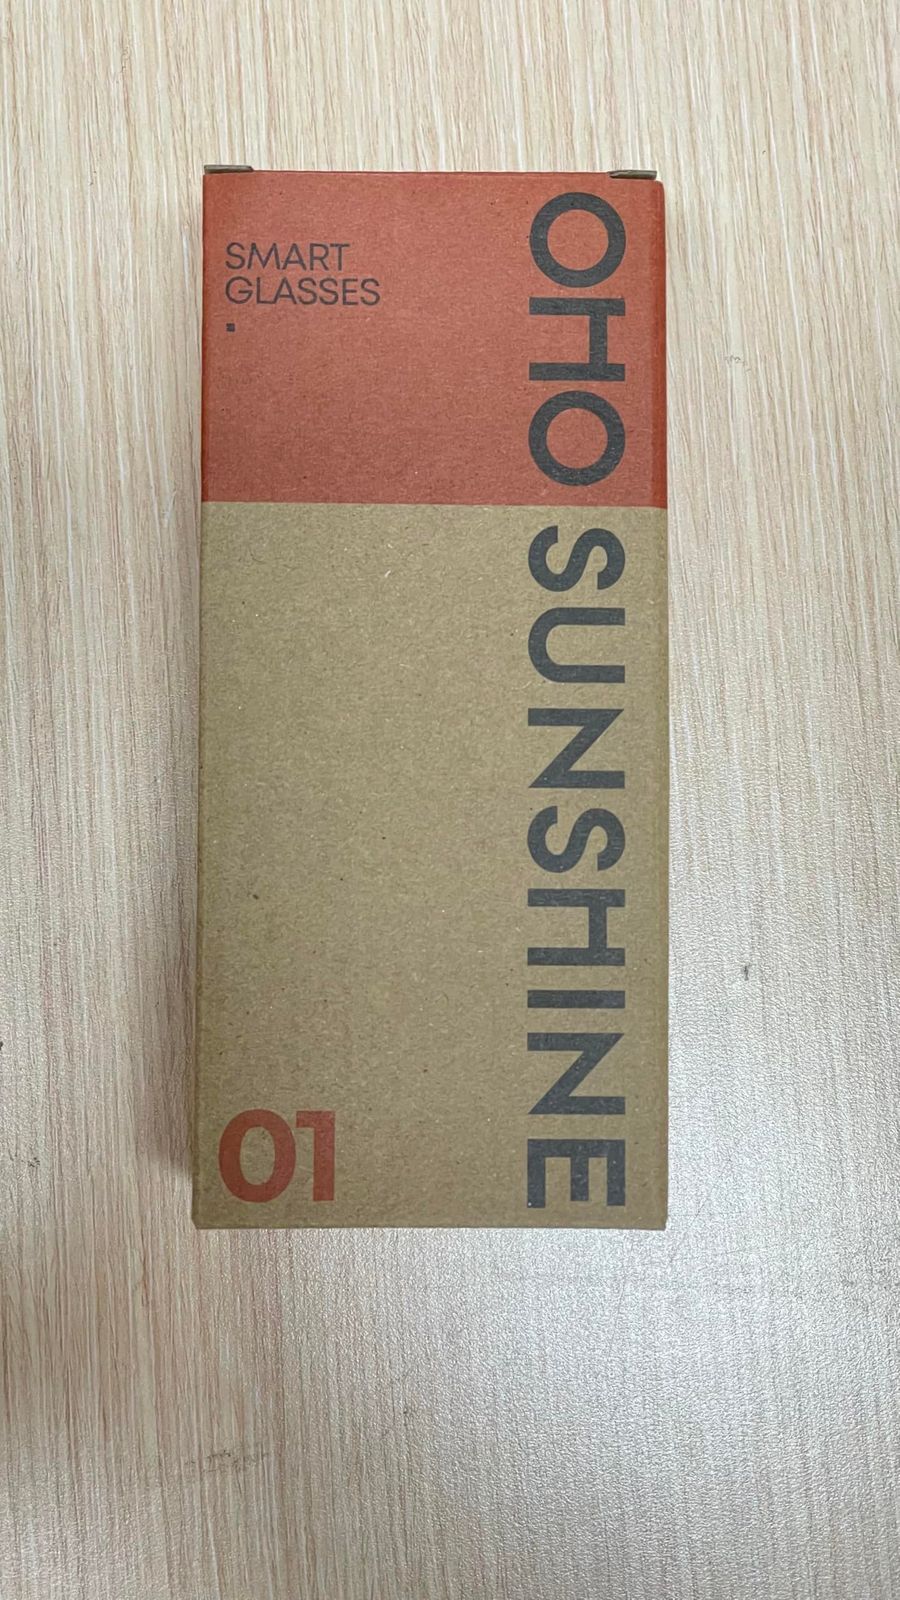 SMART
GLASSES
OHO SUNSHINE
01